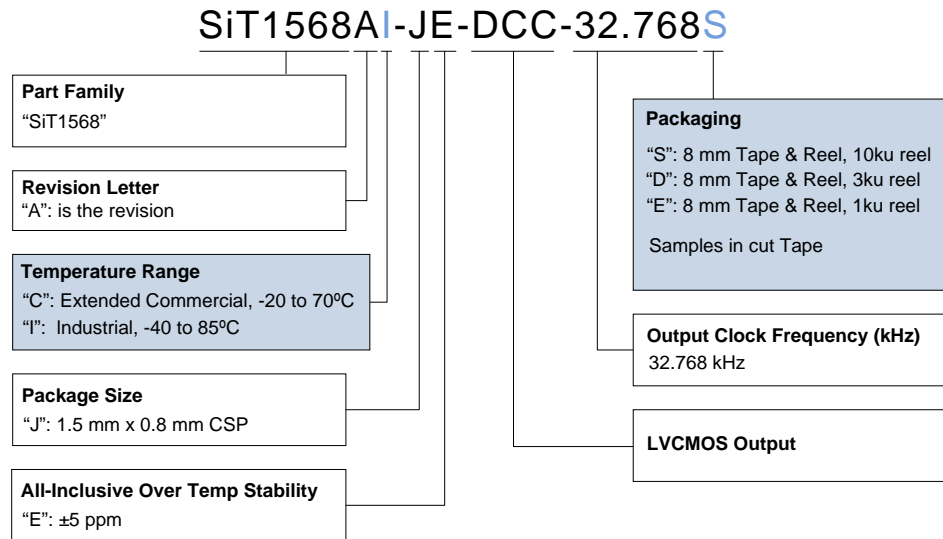 SiT1568AI-JE-DCC-32.768S
Part Family
“SiT1568”
Revision Letter
“A”: is the revision
Temperature Range
“C”: Extended Commercial, -20 to 70ºC
“I”: Industrial, -40 to 85ºC
Package Size
“J”: 1.5 mm x 0.8 mm CSP
All-Inclusive Over Temp Stability
“E”: ±5 ppm
Packaging
“S”: 8 mm Tape & Reel, 10ku reel
“D”: 8 mm Tape & Reel, 3ku reel
“E”: 8 mm Tape & Reel, 1ku reel
Samples in cut Tape
Output Clock Frequency (kHz)
32.768 kHz
LVCMOS Output